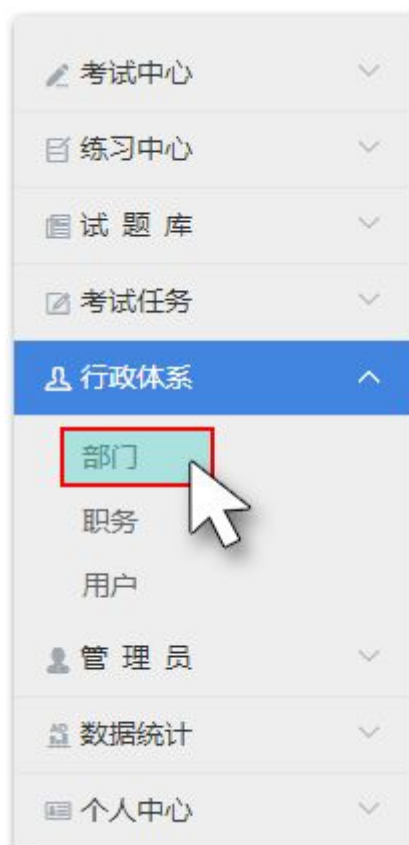 考试中心
练习中心
试 题 库
考试任务
行政体系
部门
职务
用户
管 理 员
数据统计
个人中心